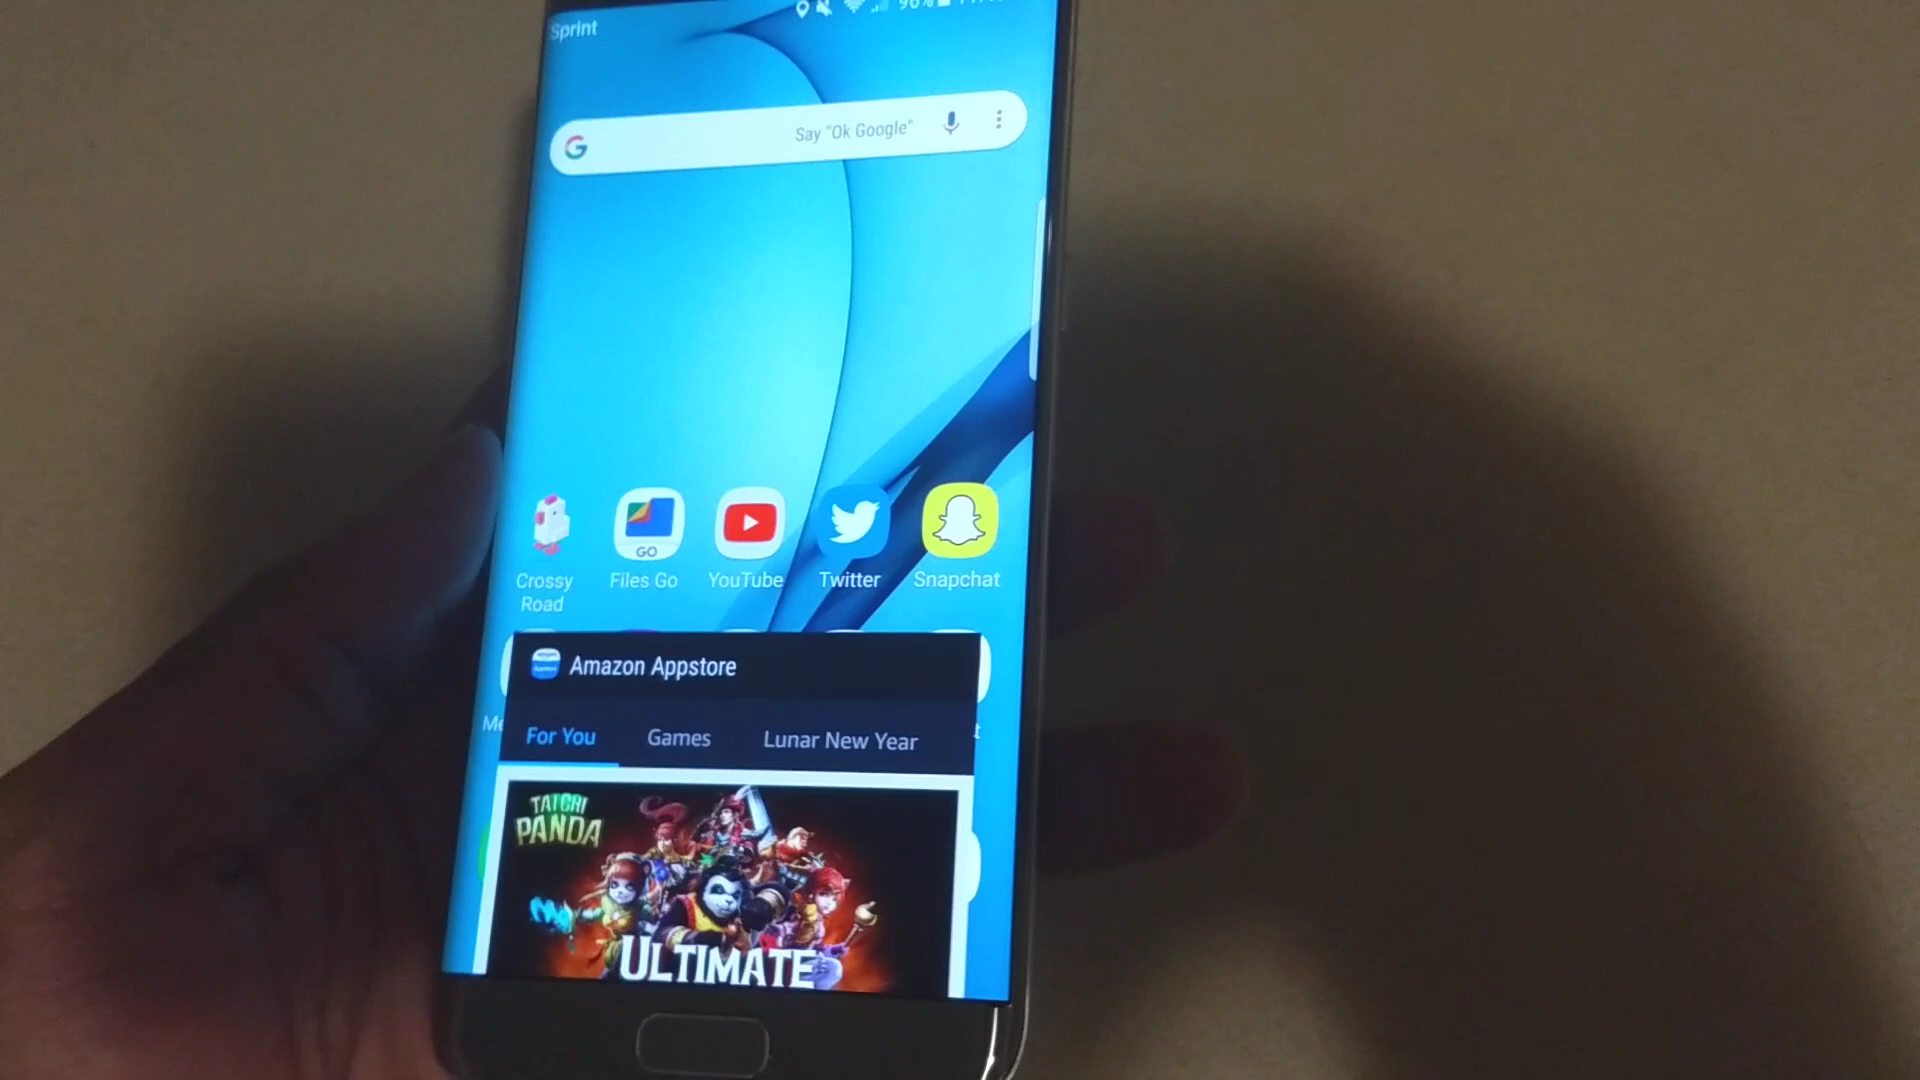 Sprint
96%
Say "Ok Google"
GO
Crossy Road
Files Go
YouTube
Twitter
Snapchat
Amazon Appstore
For You
Games
Lunar New Year
TAICHI
PANDA
ULTIMATE